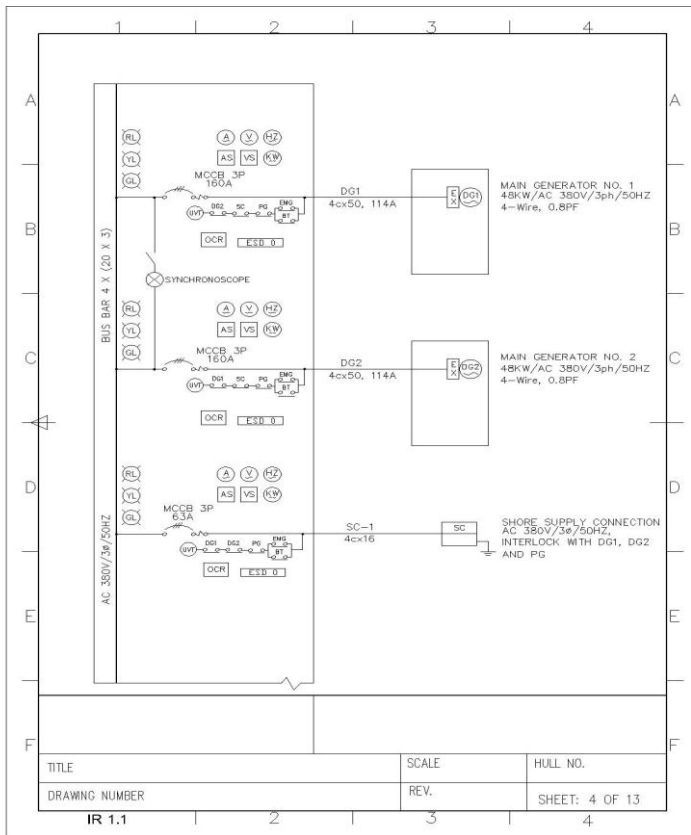 1 2 3 4
A
RL A V HZ
YL AS VS KW
GL
MCCB 3P
160A
DG1
4cx50, 114A
UVT DG2 SC PG EMG
BT
EX DG1
MAIN GENERATOR NO. 1
48KW/AC 380V/3ph/50HZ
4-Wire, 0.8PF
B
OCR ESD 0
SYNCHRONOSCOPE
BUS BAR 4 X (20 X 3)
RL A V HZ
YL AS VS KW
GL
MCCB 3P
160A
DG2
4cx50, 114A
UVT DG1 SC PG EMG
BT
EX DG2
MAIN GENERATOR NO. 2
48KW/AC 380V/3ph/50HZ
4-Wire, 0.8PF
C
OCR ESD 0
D
RL A V HZ
YL AS VS KW
GL
MCCB 3P
63A
SC-1
4cx16
UVT DG1 DG2 PG EMG
BT
SC
SHORE SUPPLY CONNECTION
AC 380V/3ø/50HZ,
INTERLOCK WITH DG1, DG2
AND PG
OCR ESD 0
AC 380V/3ø/50HZ
E
F
TITLE SCALE HULL NO.
DRAWING NUMBER REV. SHEET: 4 OF 13
IR 1.1 2 3 4
A
B
C
D
E
F